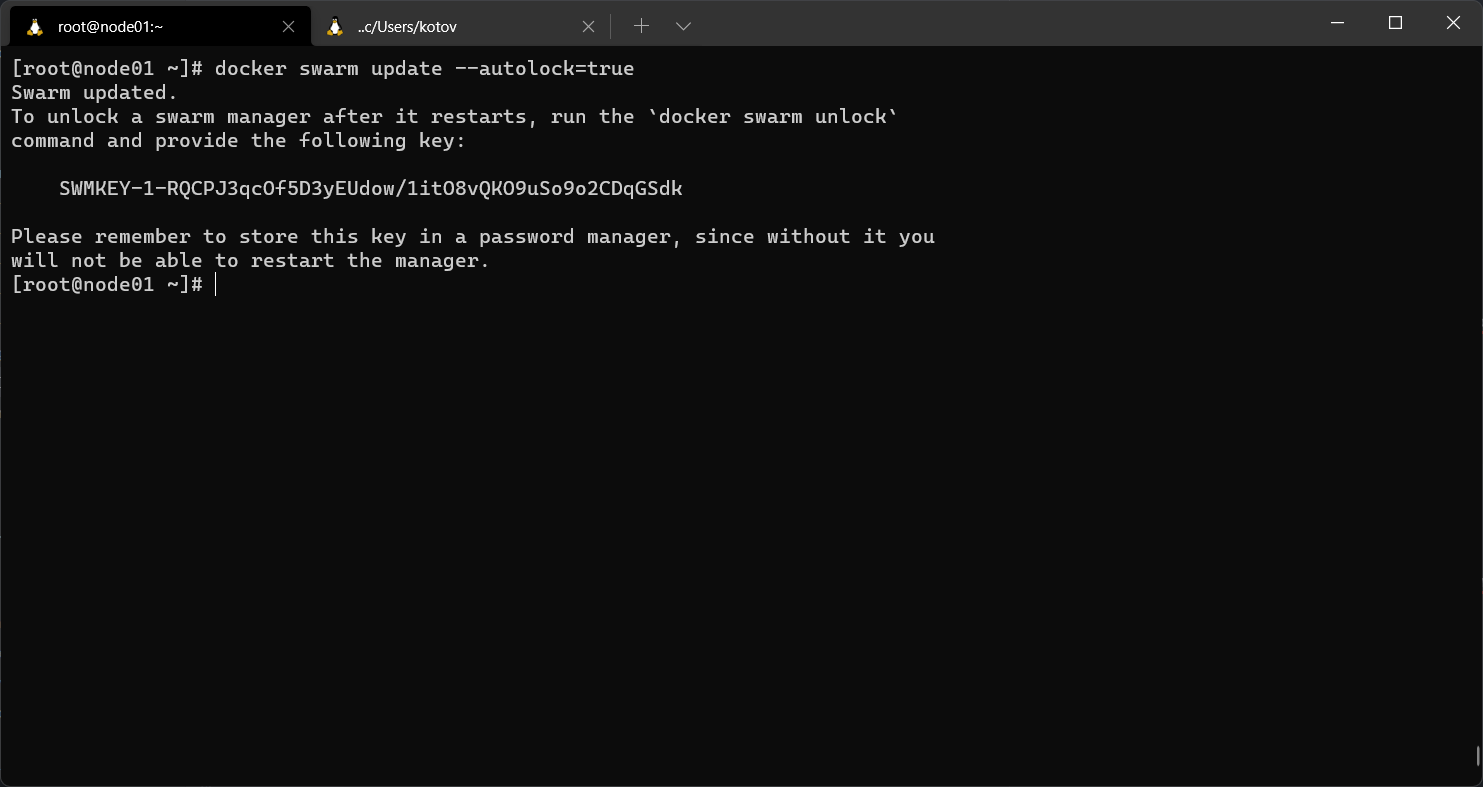 root@node01:~
..c/Users/kotov
[root@node01 ~]# docker swarm update --autolock=true
Swarm updated.
To unlock a swarm manager after it restarts, run the `docker swarm unlock`
command and provide the following key:
SWMKEY-1-RQCPJ3qcOf5D3yEUdow/1itO8vQKO9uSo9o2CDqGSdk
Please remember to store this key in a password manager, since without it you
will not be able to restart the manager.
[root@node01 ~]#